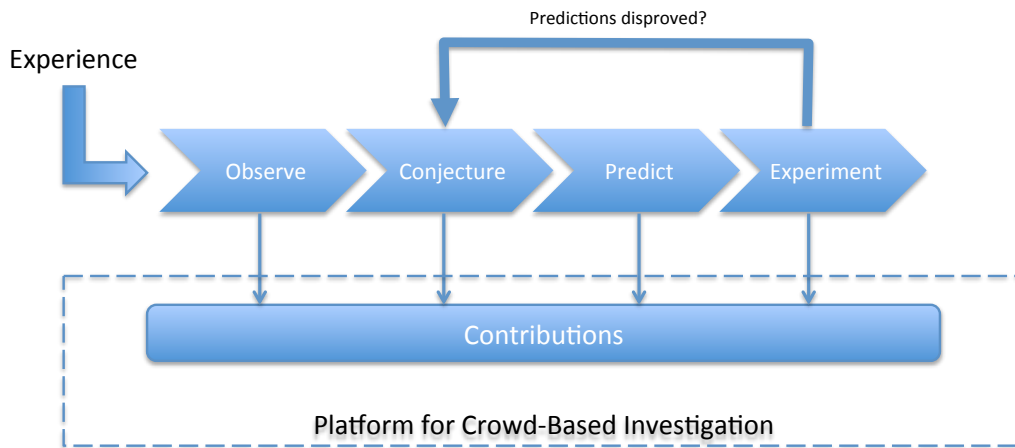 Predictions disproved?
Experience
Observe
Conjecture
Predict
Experiment
Contributions
Platform for Crowd-Based Investigation